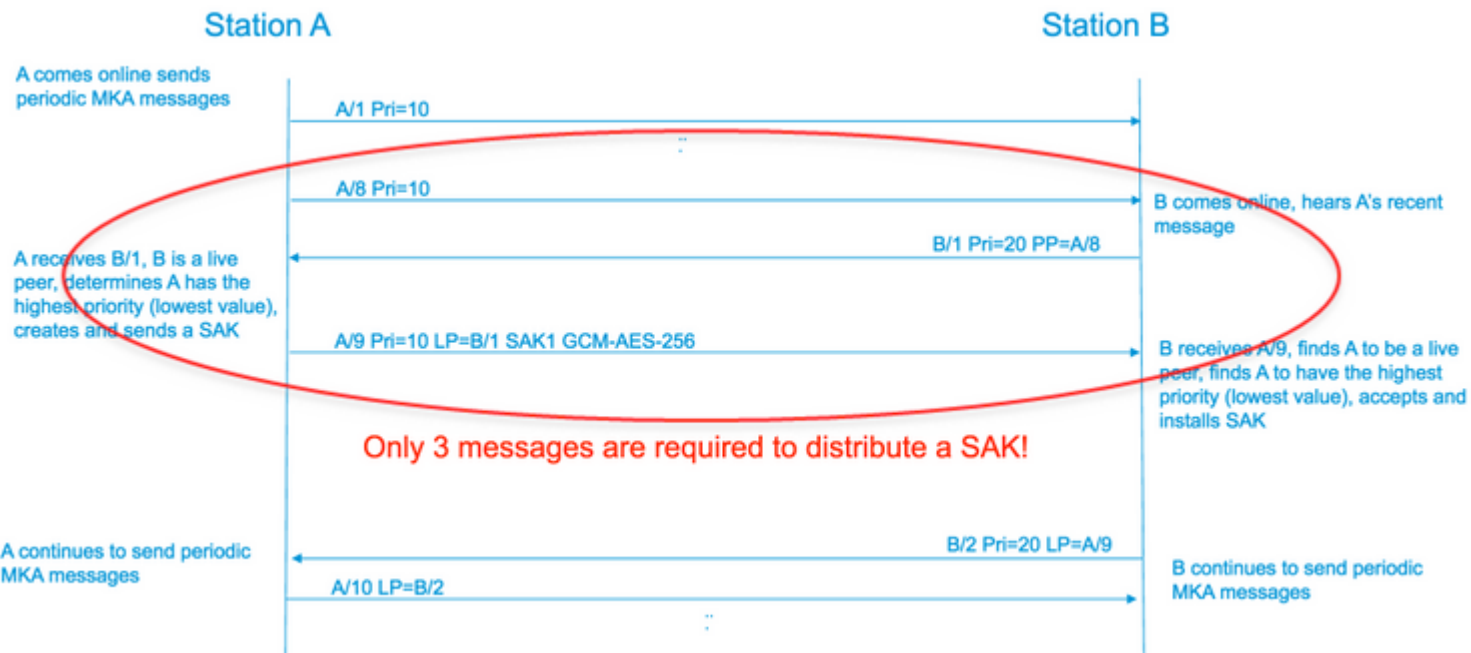 Station A
Station B
A comes online sends
periodic MKA messages
A/1 Pri=10
A/8 Pri=10
B comes online, hears A's recent
message
B/1 Pri=20 PP=A/8
A receives B/1, B is a live
peer, determines A has the
highest priority (lowest value),
creates and sends a SAK
A/9 Pri=10 LP=B/1 SAK1 GCM-AES-256
B receives A/9, finds A to be a live
peer, finds A to have the highest
priority (lowest value), accepts and
installs SAK
Only 3 messages are required to distribute a SAK!
B/2 Pri=20 LP=A/9
A continues to send periodic
MKA messages
B continues to send periodic
MKA messages
A/10 LP=B/2